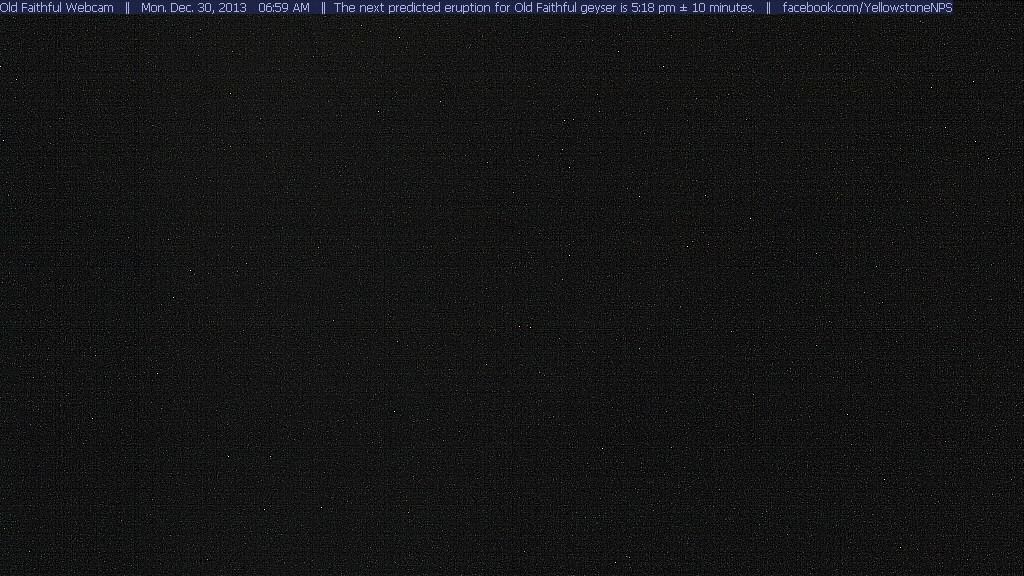 Old Faithful Webcam || Mon. Dec. 30, 2013 06:59 AM || The next predicted eruption for Old Faithful geyser is 5:18 pm ± 10 minutes. || facebook.com/YellowstoneNPS